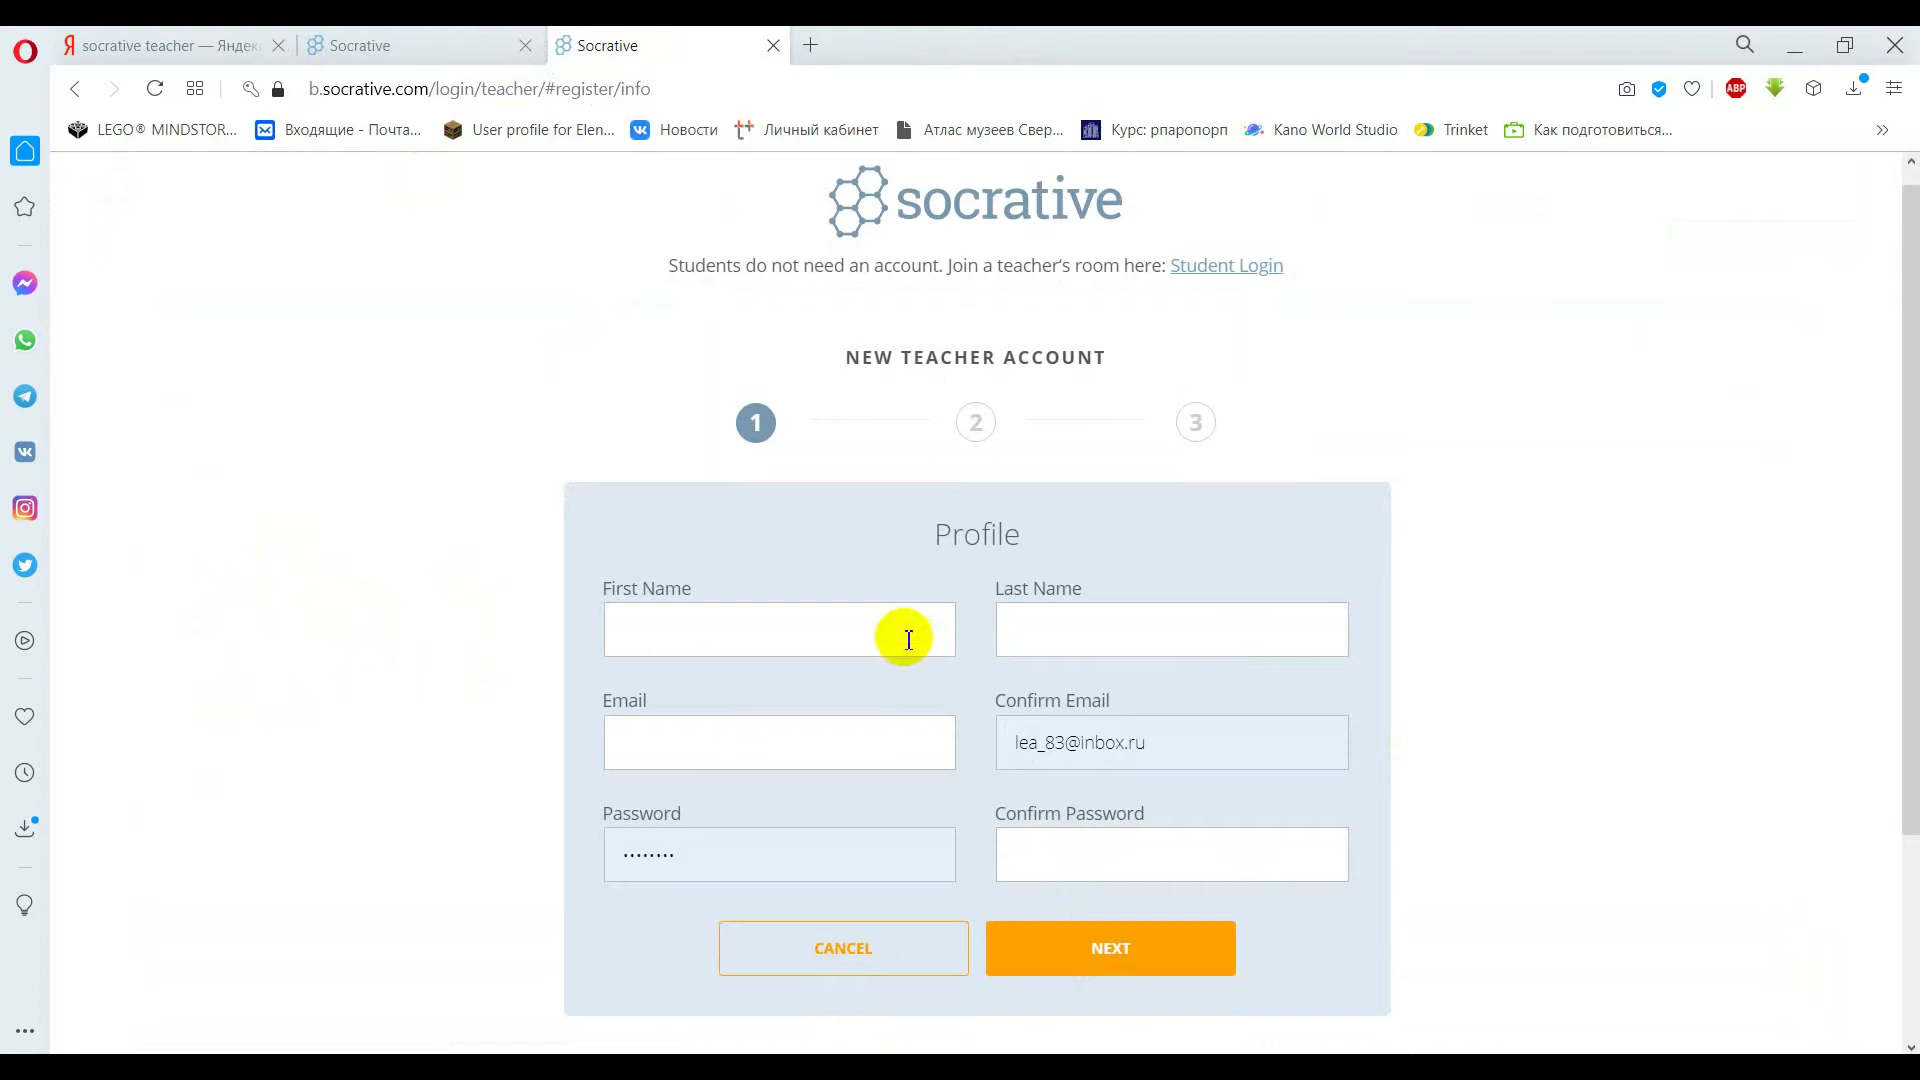 socrative teacher — Яндек
Socrative
Socrative
b.socrative.com/login/teacher/#register/info
ABP
LEGO® MINDSTOR...
Входящие - Почта...
User profile for Elen...
Новости
Личный кабинет
Атлас музеев Свер...
Курс: рпаропорп
Kano World Studio
Trinket
Как подготовиться...
socrative
Students do not need an account. Join a teacher's room here: Student Login
NEW TEACHER ACCOUNT
1 2 3
Profile
First Name Last Name
Email Confirm Email
lea_83@inbox.ru
Password Confirm Password
••••••••
CANCEL NEXT